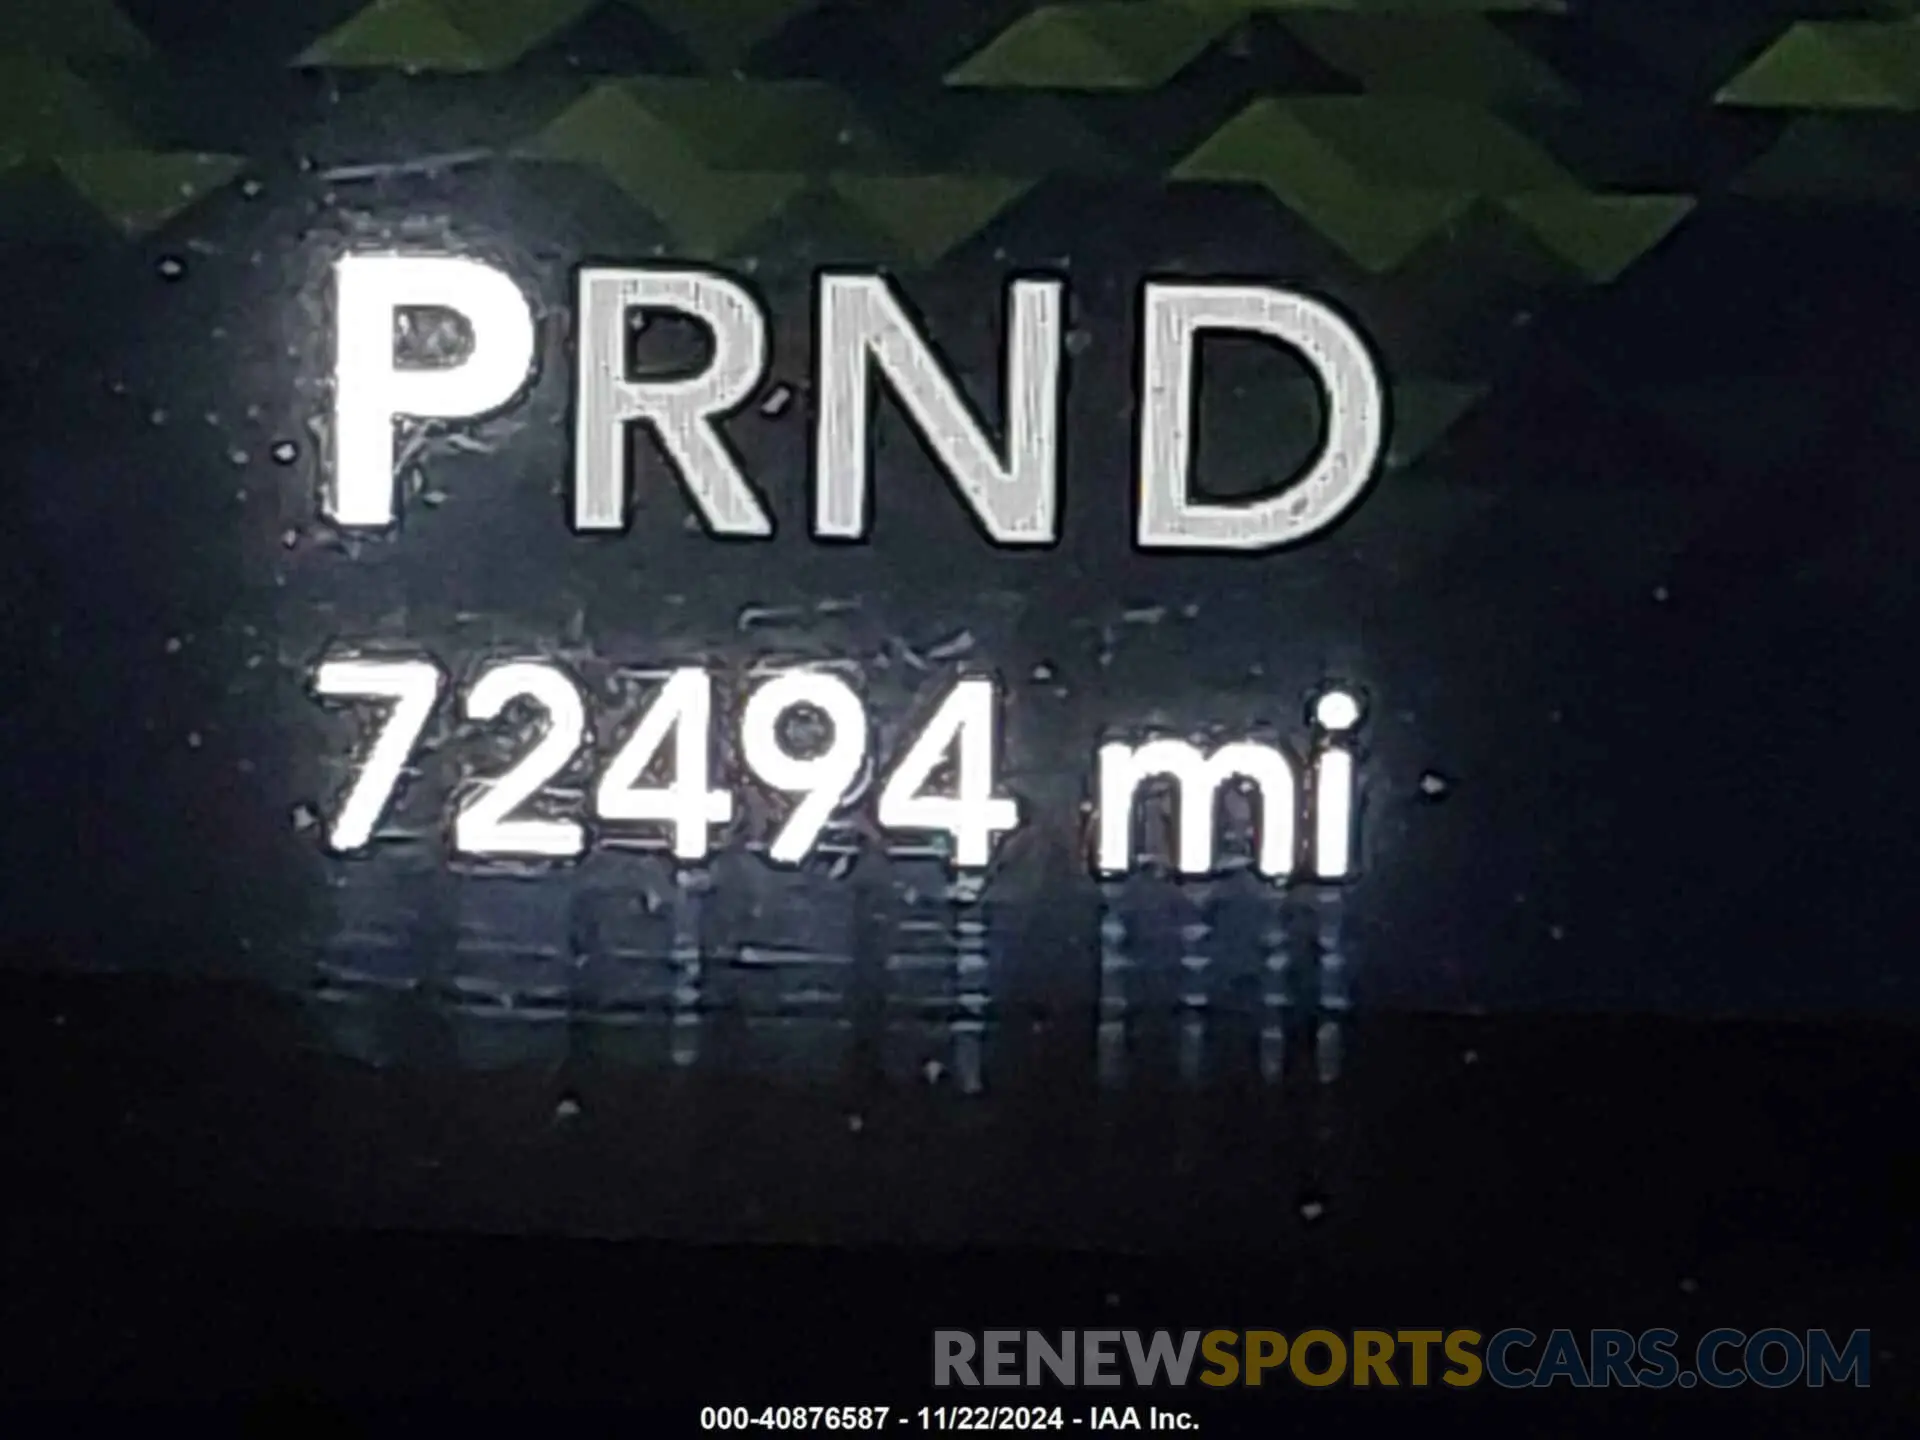 PRND
72494 mi
RENEWSPORTSCARS.COM
000-40876587 - 11/22/2024 - IAA Inc.